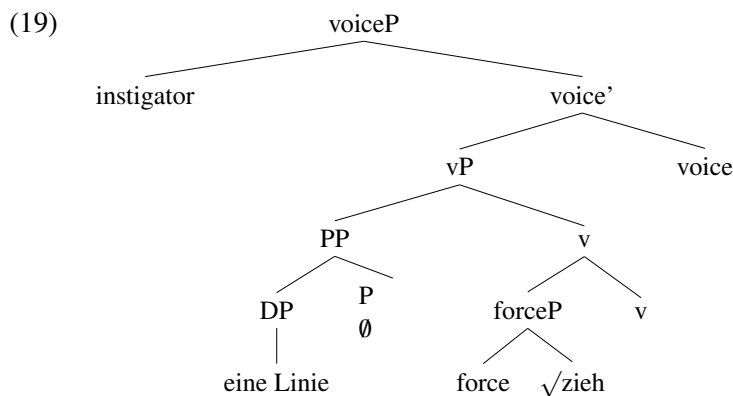 (19) voiceP
instigator voice’
vP voice
PP v
DP P forceP v
∅
eine Linie force √zieh